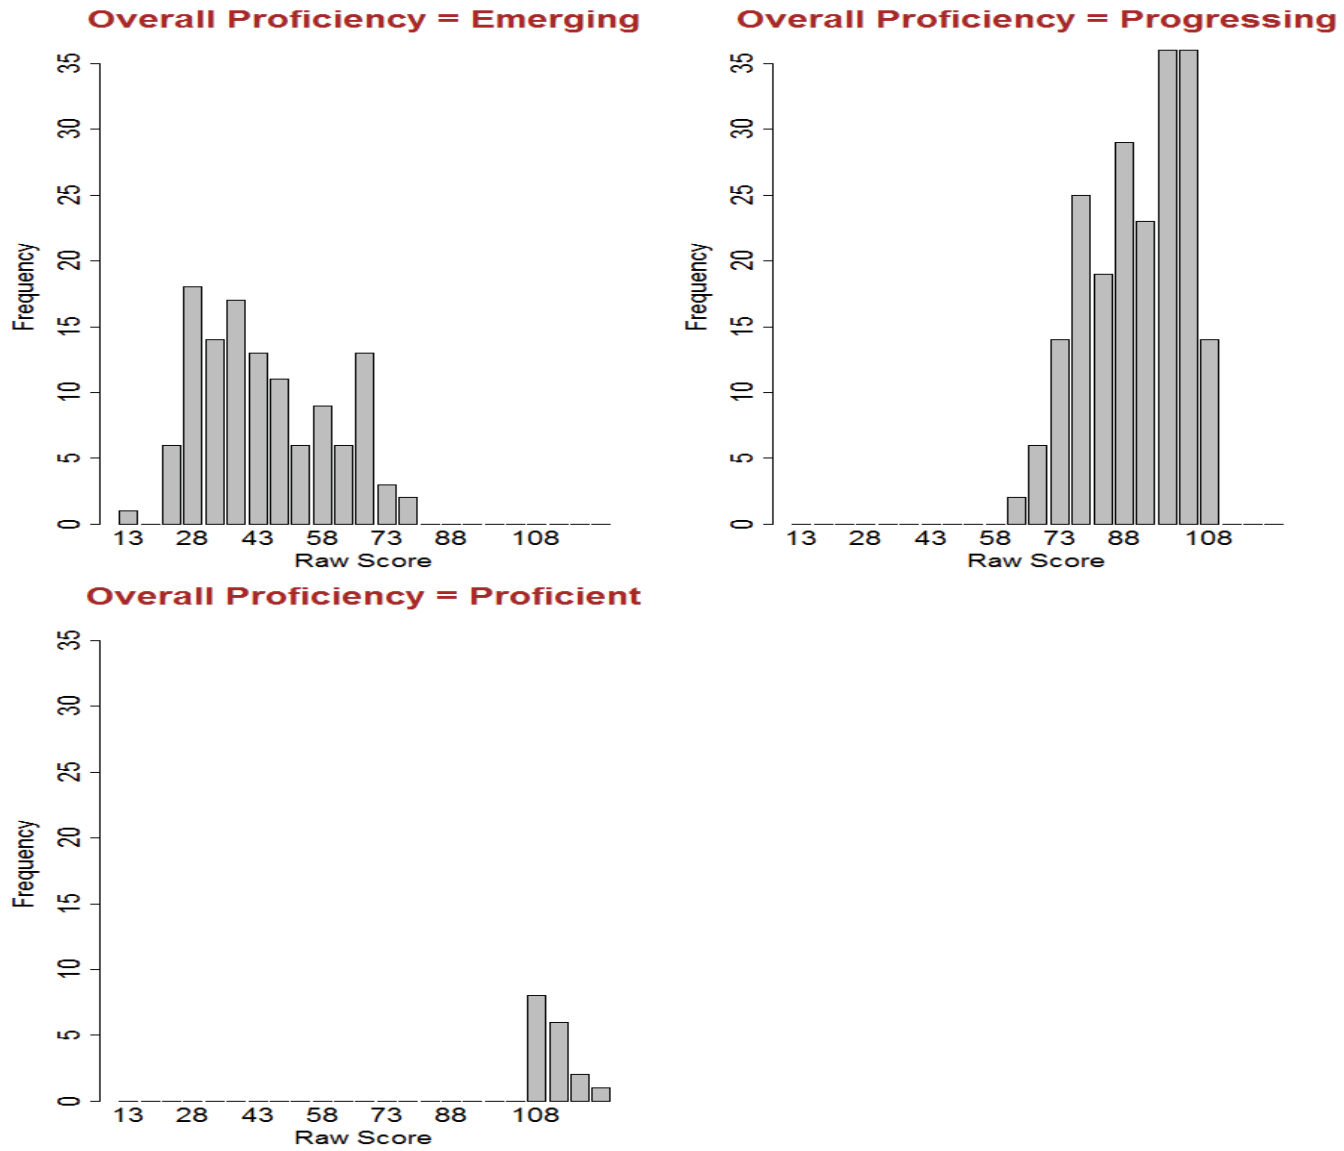 Overall Proficiency = Emerging
35
30
25
20
15
10
5
0
Frequency
13 28 43 58 73 88 108
Raw Score
Overall Proficiency = Progressing
35
30
25
20
15
10
5
0
Frequency
13 28 43 58 73 88 108
Raw Score
Overall Proficiency = Proficient
35
30
25
20
15
10
5
0
Frequency
13 28 43 58 73 88 108
Raw Score